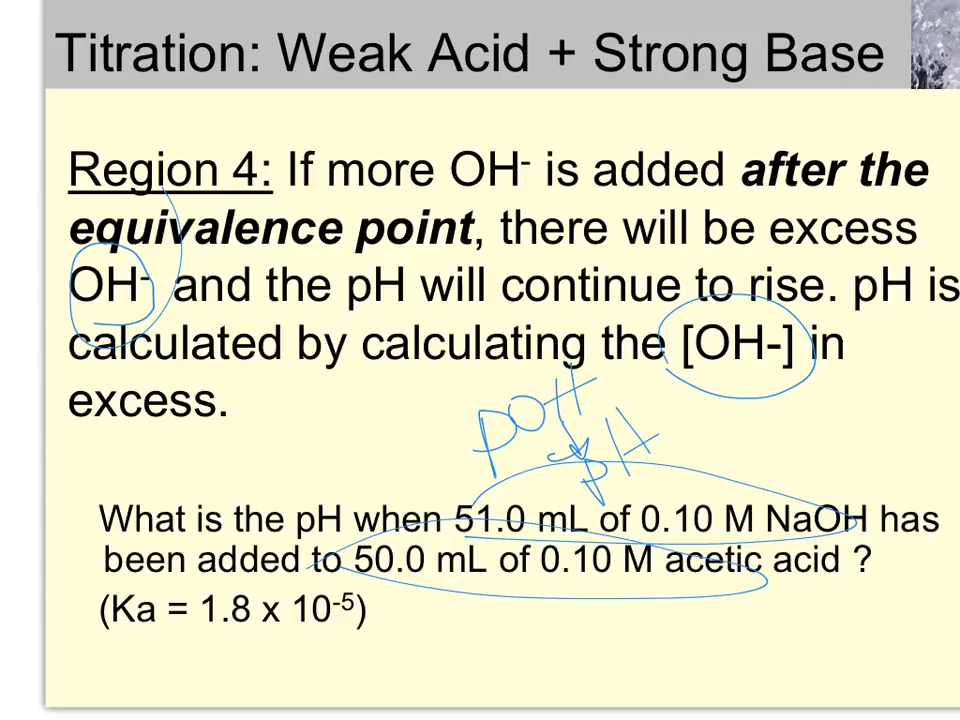 Titration: Weak Acid + Strong Base
Region 4: If more OH⁻ is added after the
equivalence point, there will be excess
OH⁻ and the pH will continue to rise. pH is
calculated by calculating the [OH-] in
excess.
pOH
pH
What is the pH when 51.0 mL of 0.10 M NaOH has
been added to 50.0 mL of 0.10 M acetic acid ?
(Ka = 1.8 x 10⁻⁵)